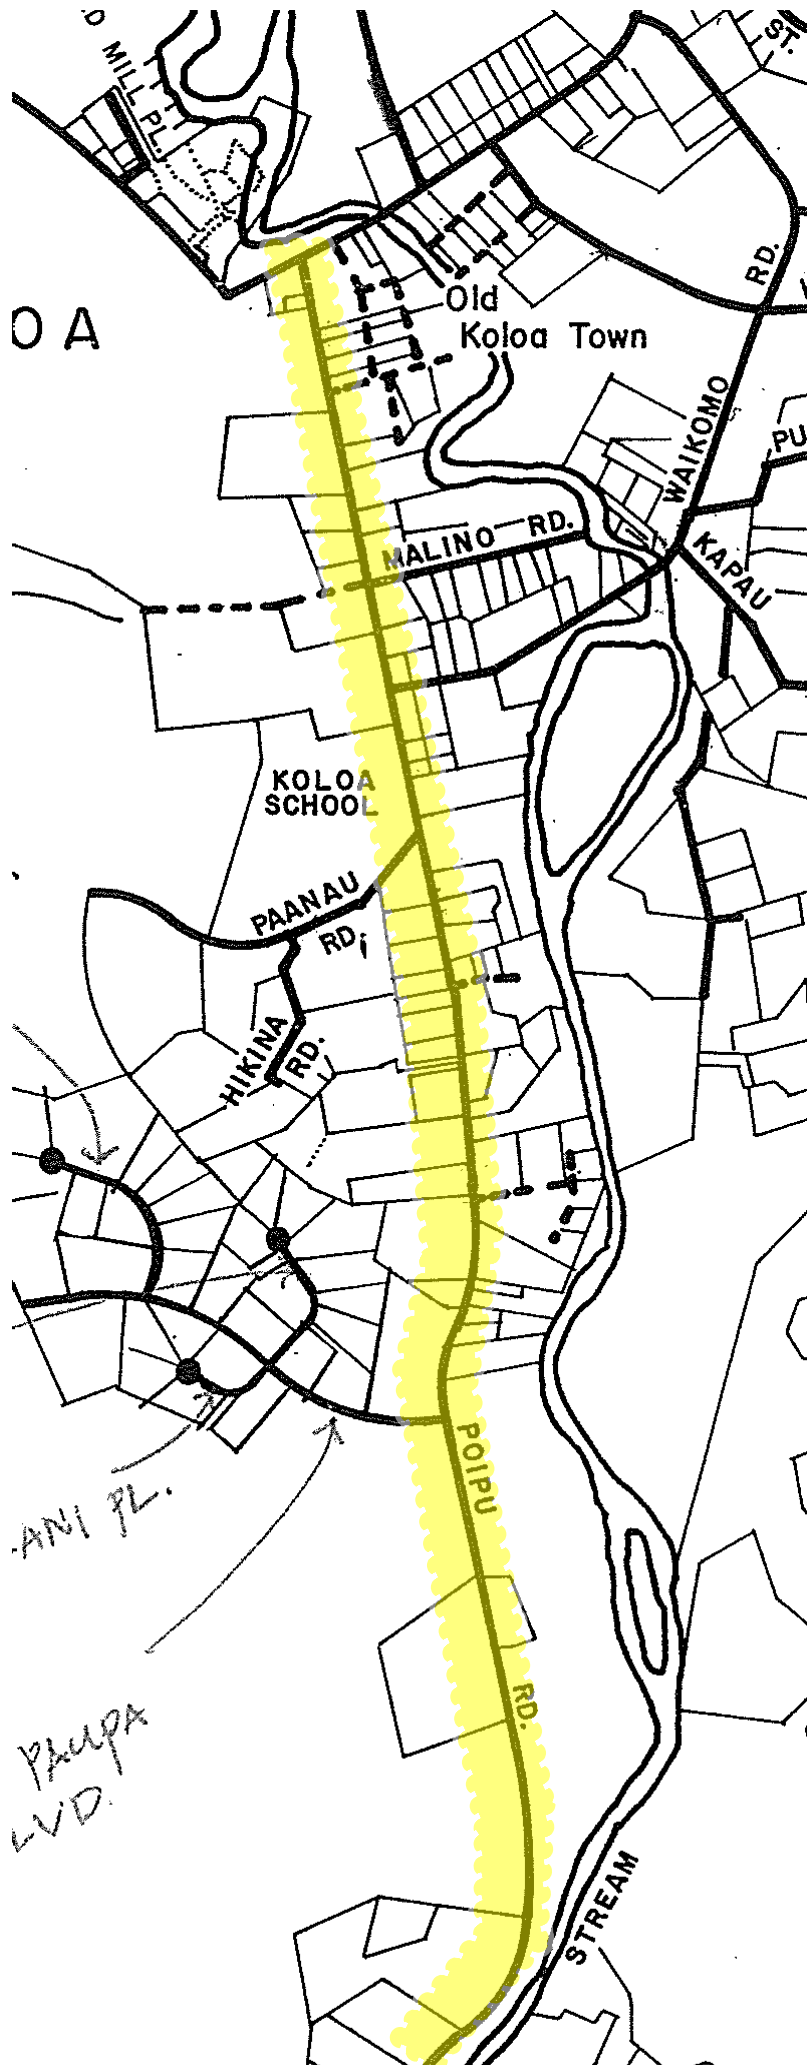 D MILL PL.
ST.
RD.
OA
Old
Koloa Town
WAIKOMO
PU
MALINO RD.
KAPAU
KOLOA
SCHOOL
PAANAU
RD.
HIKINA
RD.
POIPU
-ANI PL.
RD.
PAUPA
LVD.
STREAM